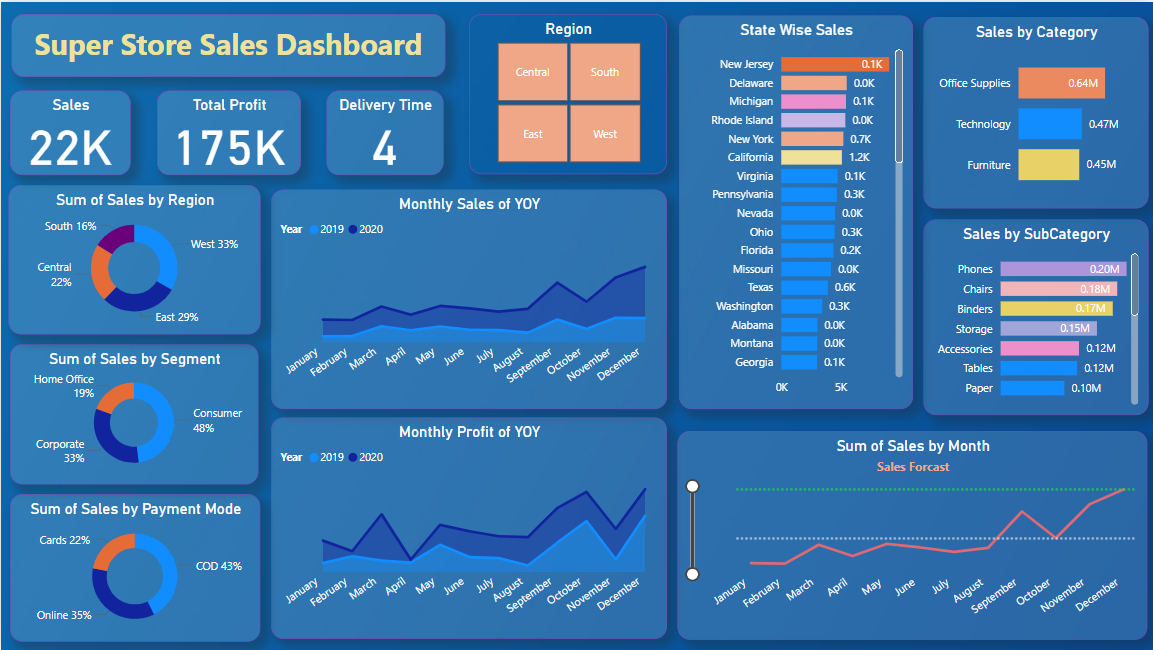 Super Store Sales Dashboard
Sales
22K
Total Profit
175K
Delivery Time
4
Region
Central
South
East
West
State Wise Sales
New Jersey 0.1K
Delaware 0.0K
Michigan 0.1K
Rhode Island 0.0K
New York 0.7K
California 1.2K
Virginia 0.1K
Pennsylvania 0.3K
Nevada 0.0K
Ohio 0.3K
Florida 0.2K
Missouri 0.0K
Texas 0.6K
Washington 0.3K
Alabama 0.0K
Montana 0.0K
Georgia 0.1K
0K 5K
Sales by Category
Office Supplies 0.64M
Technology 0.47M
Furniture 0.45M
Sum of Sales by Region
South 16%
West 33%
Central
22%
East 29%
Monthly Sales of YOY
Year 2019 2020
January February March April May June July August September October November December
Sales by SubCategory
Phones 0.20M
Chairs 0.18M
Binders 0.17M
Storage 0.15M
Accessories 0.12M
Tables 0.12M
Paper 0.10M
Sum of Sales by Segment
Home Office
19%
Consumer
48%
Corporate
33%
Monthly Profit of YOY
Year 2019 2020
January February March April May June July August September October November December
Sum of Sales by Month
Sales Forcast
January February March April May June July August September October November December
Sum of Sales by Payment Mode
Cards 22%
COD 43%
Online 35%